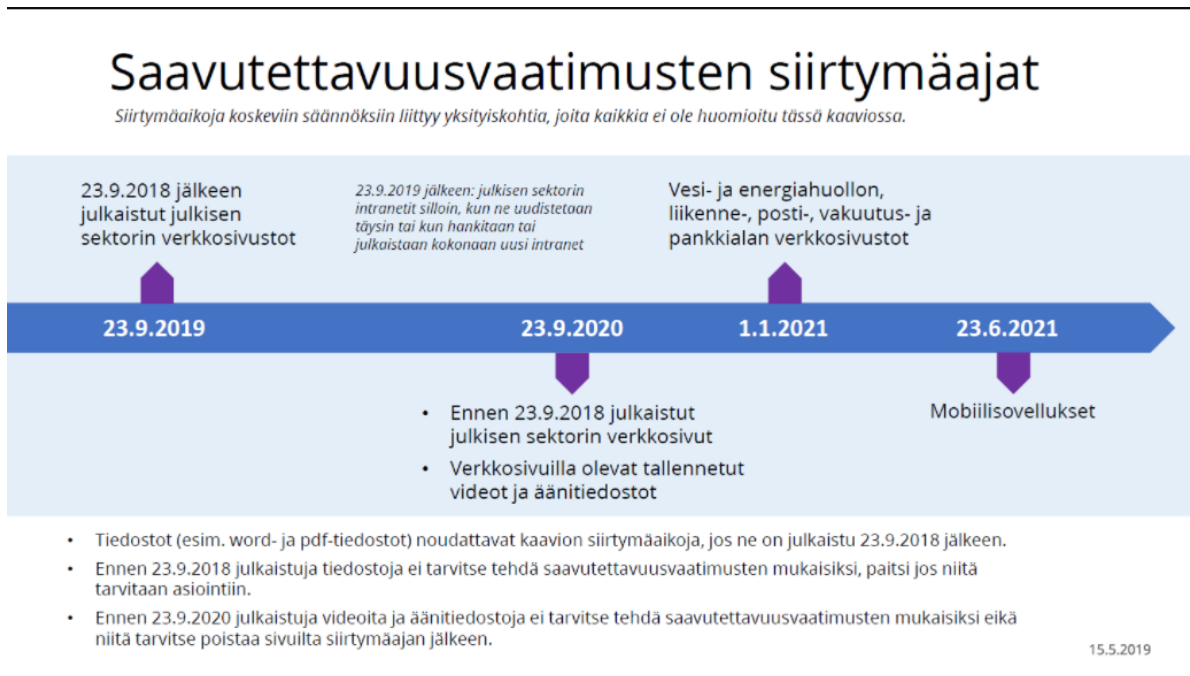 Saavutettavuusvaatimusten siirtymäajat
Siirtymäaikoja koskeviin säännöksiin liittyy yksityiskohtia, joita kaikkia ei ole huomioitu tässä kaaviossa.
23.9.2018 jälkeen
julkaistut julkisen
sektorin verkkosivustot
23.9.2019 jälkeen: julkisen sektorin
intranetit silloin, kun ne uudistetaan
täysin tai kun hankitaan tai
julkaistaan kokonaan uusi intranet
Vesi- ja energiahuollon,
liikenne-, posti-, vakuutus- ja
pankkialan verkkosivustot
23.9.2019
23.9.2020
1.1.2021
23.6.2021
• Ennen 23.9.2018 julkaistut
julkisen sektorin verkkosivut
• Verkkosivuilla olevat tallennetut
videot ja äänitiedostot
Mobiilisovellukset
• Tiedostot (esim. word- ja pdf-tiedostot) noudattavat kaavion siirtymäaikoja, jos ne on julkaistu 23.9.2018 jälkeen.
• Ennen 23.9.2018 julkaistuja tiedostoja ei tarvitse tehdä saavutettavuusvaatimusten mukaisiksi, paitsi jos niitä
tarvitaan asiointiin.
• Ennen 23.9.2020 julkaistuja videoita ja äänitiedostoja ei tarvitse tehdä saavutettavuusvaatimusten mukaisiksi eikä
niitä tarvitse poistaa sivuilta siirtymäajan jälkeen.
15.5.2019